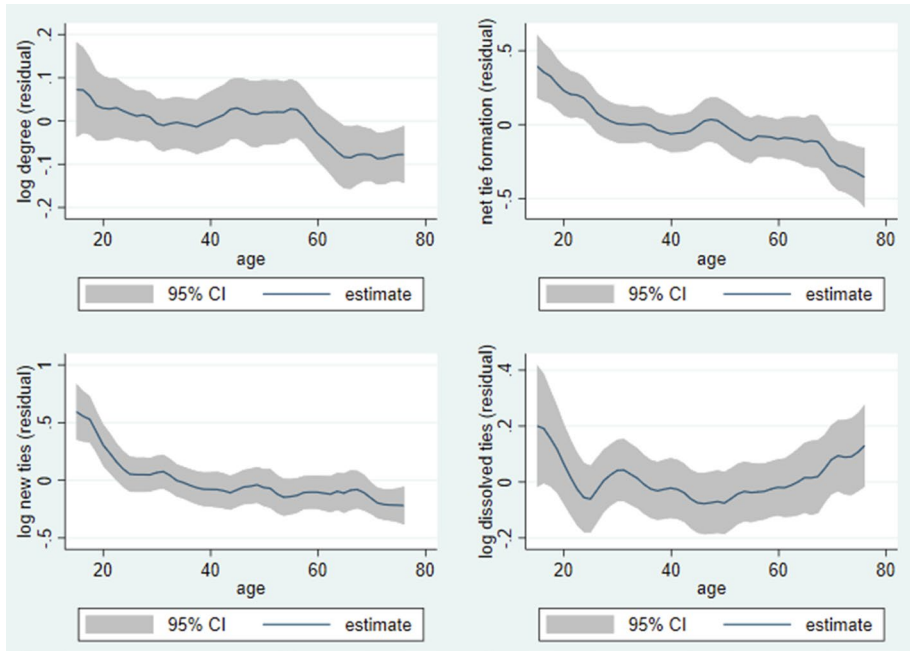 log degree (residual)
-.2 -.1 0 .1 .2
20 40 60 80
age
95% CI estimate
net tie formation (residual)
-.5 0 .5
20 40 60 80
age
95% CI estimate
log new ties (residual)
-.5 0 .5 1
20 40 60 80
age
95% CI estimate
log dissolved ties (residual)
-.2 0 .2 .4
20 40 60 80
age
95% CI estimate